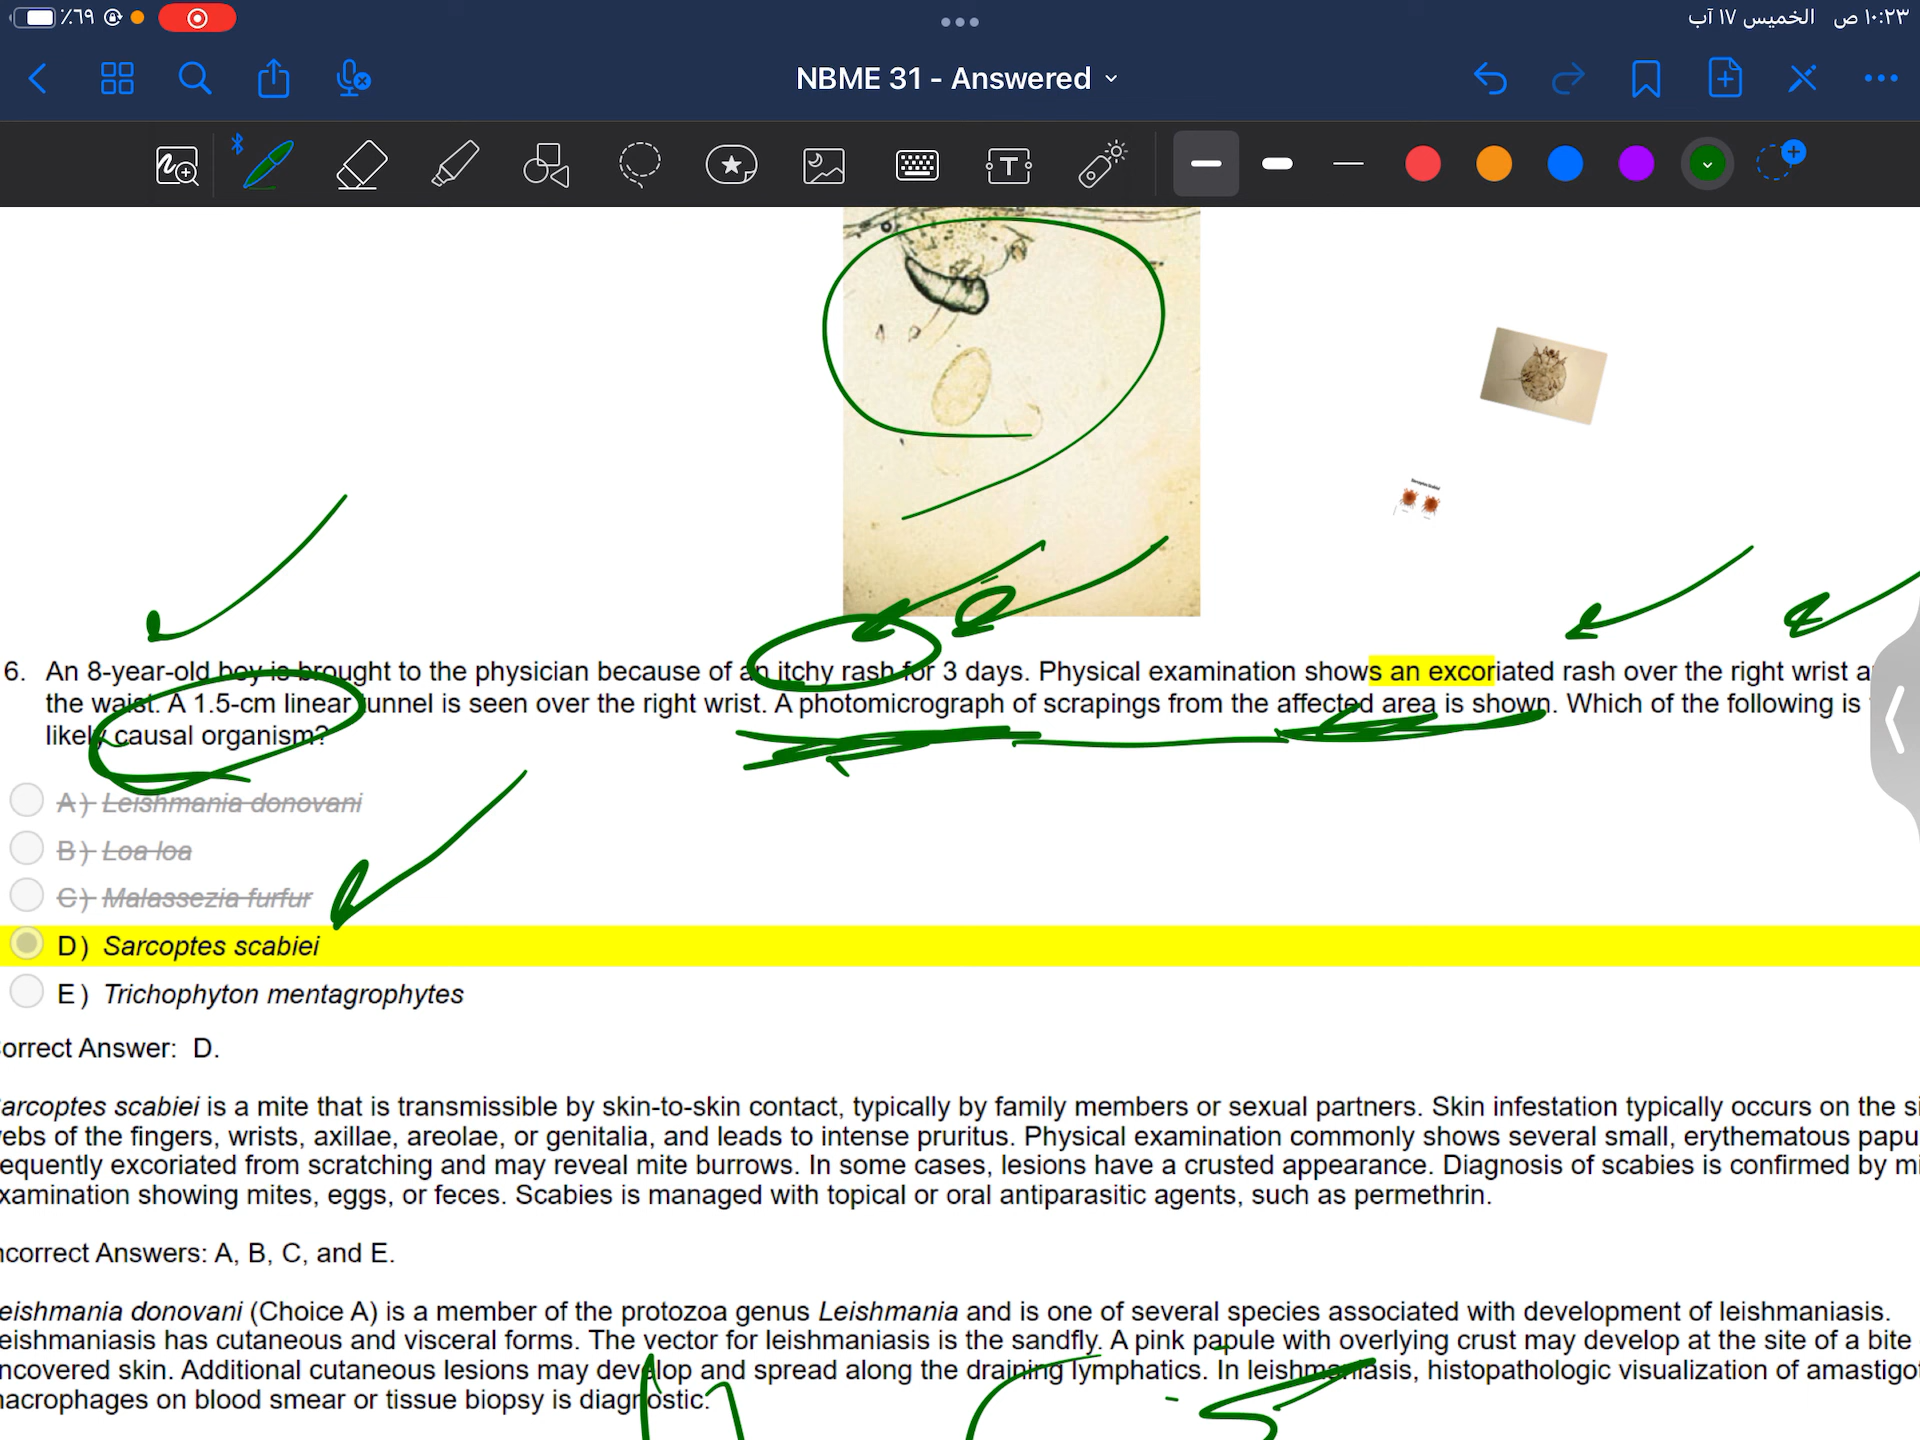 ٪٦٩
١٠:٢٣ ص الخميس ١٧ آب
NBME 31 - Answered
6. An 8-year-old boy is brought to the physician because of an itchy rash for 3 days. Physical examination shows an excoriated rash over the right wrist
the waist. A 1.5-cm linear tunnel is seen over the right wrist. A photomicrograph of scrapings from the affected area is shown. Which of the following is
likely causal organism?
A) Leishmania donovani
B) Loa loa
C) Malassezia furfur
D) Sarcoptes scabiei
E) Trichophyton mentagrophytes
orrect Answer: D.
arcoptes scabiei is a mite that is transmissible by skin-to-skin contact, typically by family members or sexual partners. Skin infestation typically occurs on the si
ebs of the fingers, wrists, axillae, areolae, or genitalia, and leads to intense pruritus. Physical examination commonly shows several small, erythematous papu
equently excoriated from scratching and may reveal mite burrows. In some cases, lesions have a crusted appearance. Diagnosis of scabies is confirmed by mi
xamination showing mites, eggs, or feces. Scabies is managed with topical or oral antiparasitic agents, such as permethrin.
ncorrect Answers: A, B, C, and E.
eishmania donovani (Choice A) is a member of the protozoa genus Leishmania and is one of several species associated with development of leishmaniasis.
eishmaniasis has cutaneous and visceral forms. The vector for leishmaniasis is the sandfly. A pink papule with overlying crust may develop at the site of a bite
ncovered skin. Additional cutaneous lesions may develop and spread along the draining lymphatics. In leishmaniasis, histopathologic visualization of amastigo
nacrophages on blood smear or tissue biopsy is diagnostic.